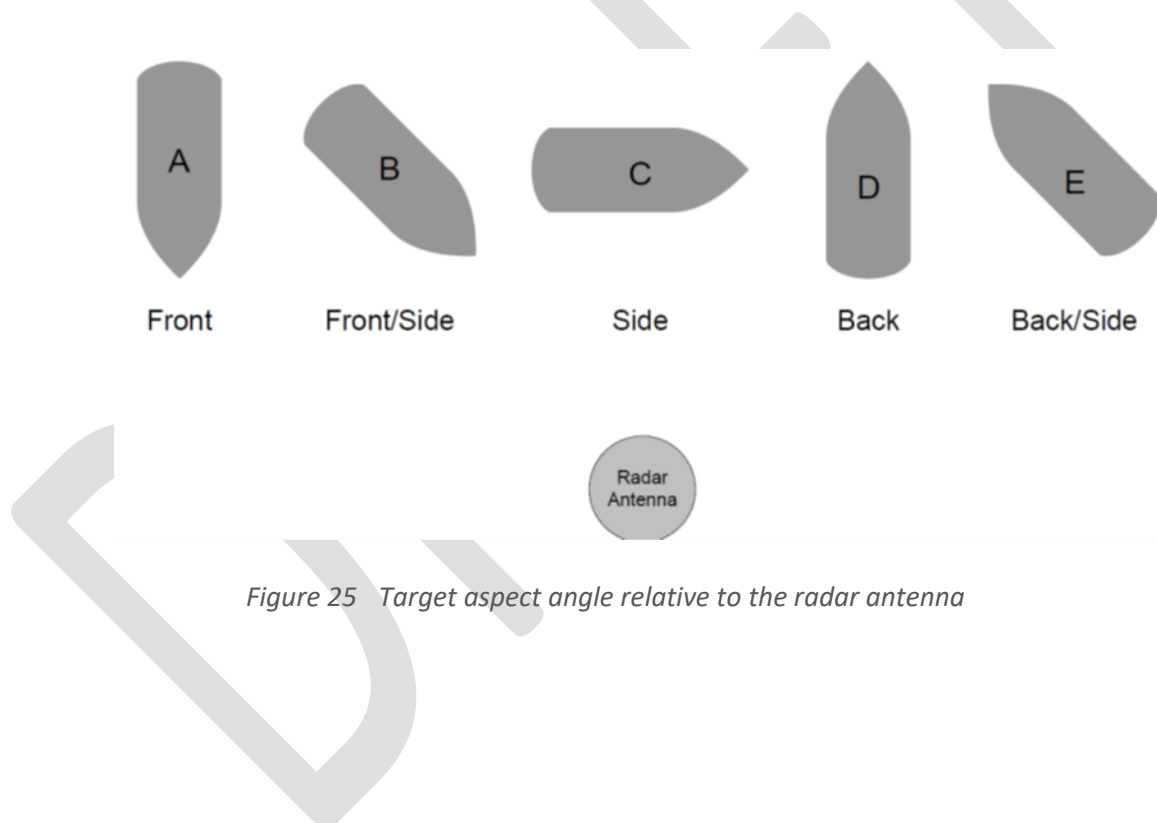 A B C D E
Front Front/Side Side Back Back/Side
Radar
Antenna
Figure 25 Target aspect angle relative to the radar antenna